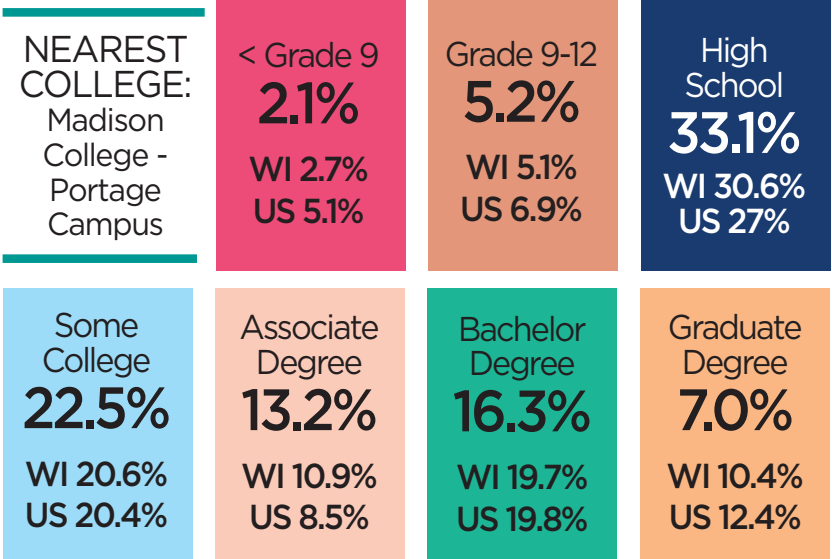 NEAREST
COLLEGE:
Madison
College -
Portage
Campus
< Grade 9
2.1%
WI 2.7%
US 5.1%
Grade 9-12
5.2%
WI 5.1%
US 6.9%
High
School
33.1%
WI 30.6%
US 27%
Some
College
22.5%
WI 20.6%
US 20.4%
Associate
Degree
13.2%
WI 10.9%
US 8.5%
Bachelor
Degree
16.3%
WI 19.7%
US 19.8%
Graduate
Degree
7.0%
WI 10.4%
US 12.4%